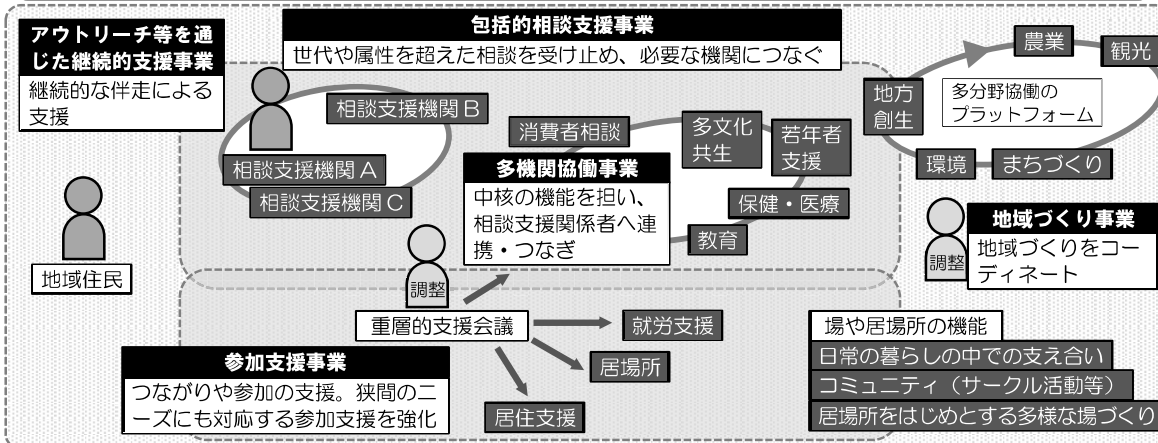 アウトリーチ等を通
じた継続的支援事業
継続的な伴走による
支援
包括的相談支援事業
世代や属性を超えた相談を受け止め、必要な機関につなぐ
相談支援機関B
相談支援機関A
相談支援機関C
地域住民
消費者相談
多文化
共生
若年者
支援
保健・医療
教育
多機関協働事業
中核の機能を担い、
相談支援関係者へ連
携・つなぎ
農業
観光
地方
創生
多分野協働の
プラットフォーム
環境
まちづくり
調整
地域づくり事業
地域づくりをコー
ディネート
調整
重層的支援会議
就労支援
居場所
居住支援
参加支援事業
つながりや参加の支援。狭間のニ
ーズにも対応する参加支援を強化
場や居場所の機能
日常の暮らしの中での支え合い
コミュニティ（サークル活動等）
居場所をはじめとする多様な場づくり